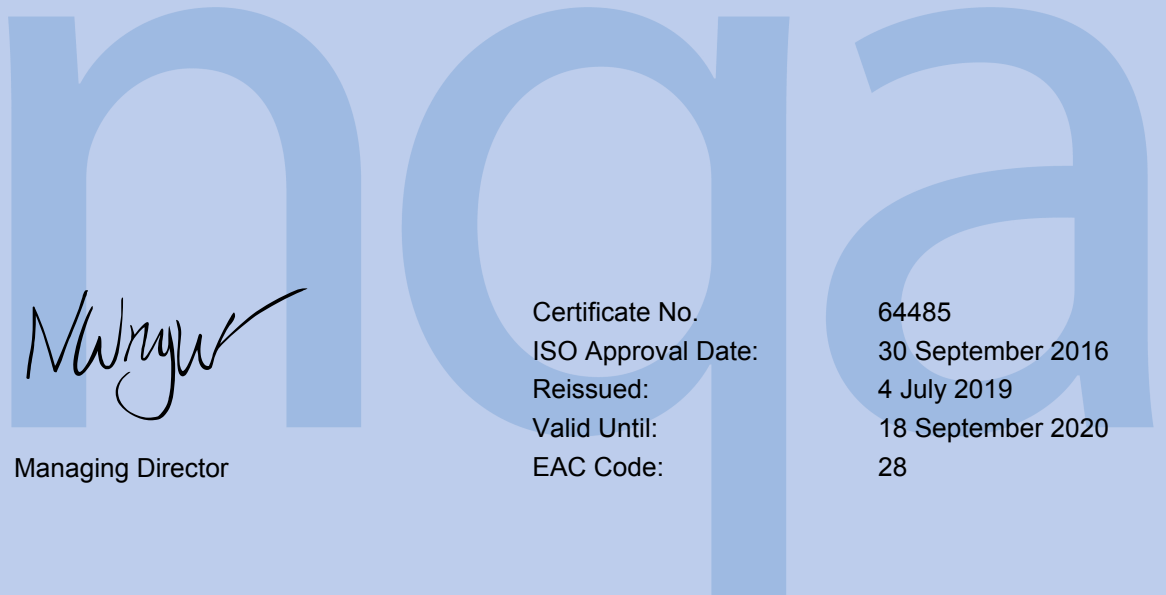 nqa
Certificate No. 64485
ISO Approval Date: 30 September 2016
Reissued: 4 July 2019
Valid Until: 18 September 2020
Managing Director EAC Code: 28